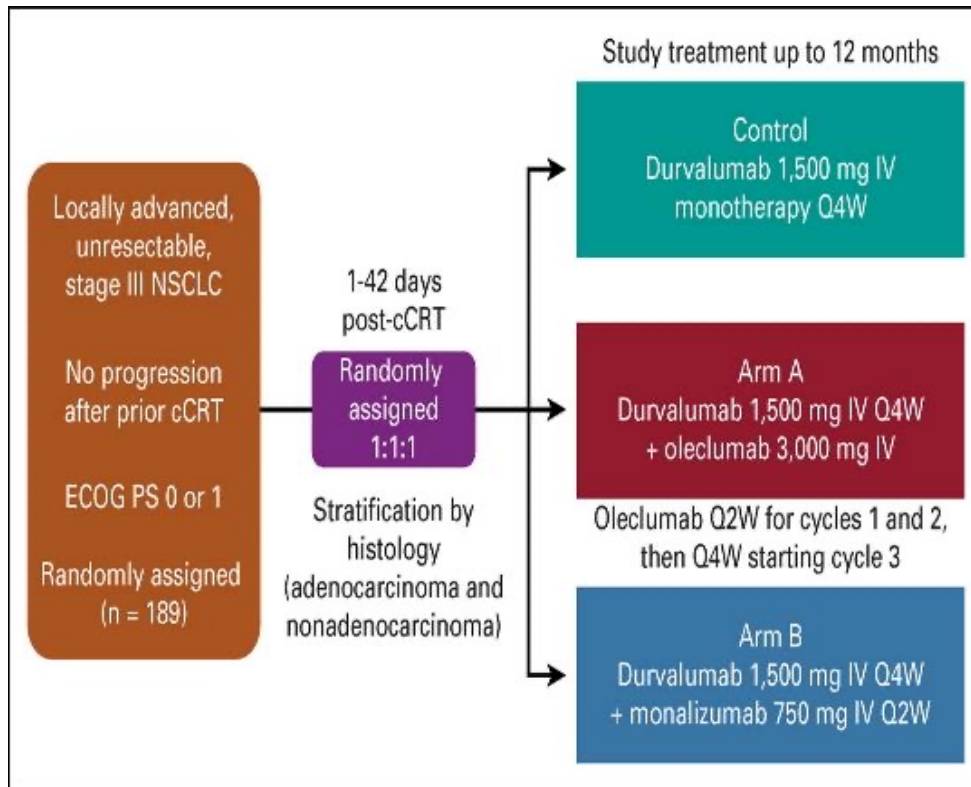 Locally advanced,
unresectable,
stage III NSCLC
No progression
after prior cCRT
ECOG PS 0 or 1
Randomly assigned
(n = 189)
1-42 days
post-cCRT
Randomly
assigned
1:1:1
Stratification by
histology
(adenocarcinoma and
nonadenocarcinoma)
Study treatment up to 12 months
Control
Durvalumab 1,500 mg IV
monotherapy Q4W
Arm A
Durvalumab 1,500 mg IV Q4W
+ oleclumab 3,000 mg IV
Oleclumab Q2W for cycles 1 and 2,
then Q4W starting cycle 3
Arm B
Durvalumab 1,500 mg IV Q4W
+ monalizumab 750 mg IV Q2W